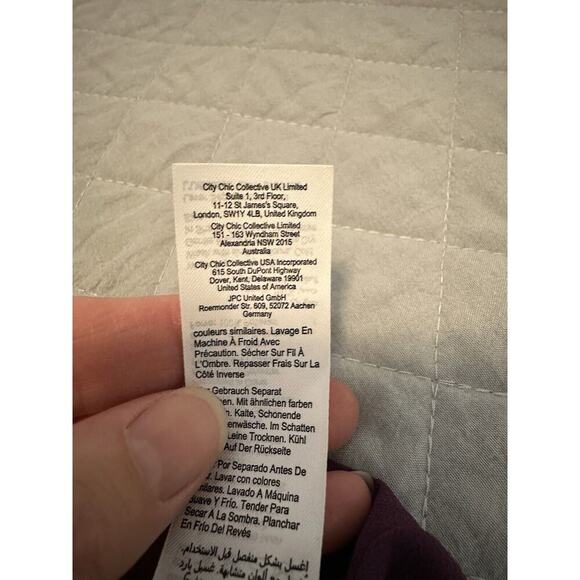 City Chic Collective UK Limited
Suite 1, 3rd Floor,
11-12 St James's Square,
London, SW1Y 4LB, United Kingdom
City Chic Collective Limited
151 - 163 Wyndham Street
Alexandria NSW 2015
Australia
City Chic Collective USA Incorporated
615 South DuPont Highway
Dover, Kent, Delaware 19901
United States of America
JPC United GmbH
Roermonder Str. 609, 52072 Aachen
Germany
couleurs similaires. Lavage En
Machine À Froid Avec
Précaution. Sécher Sur Fil À
L'Ombre. Repasser Frais Sur La
Côté Inverse
Gebrauch Separat
Mit ähnlichen farben
Kalte, Schonende
Im Schatten
Leine Trocknen. Kühl
Auf Der Rückseite
Por Separado Antes De
Lavar con colores
Lavado A Máquina
Suave Y Frío. Tender Para
Secar A La Sombra. Planchar
En Frío Del Revés
اغسل بشكل منفصل قبل الاستخدام.